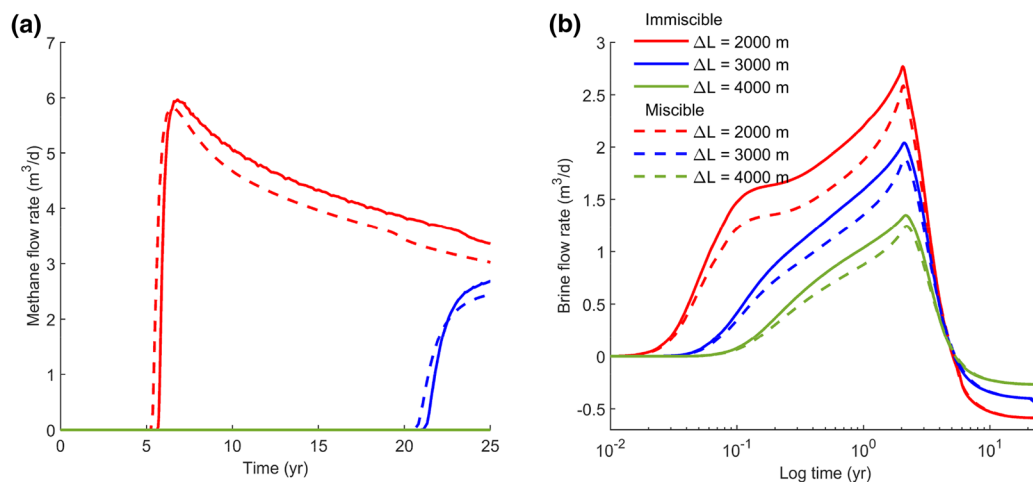 (a)
Methane flow rate (m³/d)
7
6
5
4
3
2
1
0
0 5 10 15 20 25
Time (yr)
(b)
Immiscible
ΔL = 2000 m
ΔL = 3000 m
ΔL = 4000 m
Miscible
ΔL = 2000 m
ΔL = 3000 m
ΔL = 4000 m
Brine flow rate (m³/d)
3
2.5
2
1.5
1
0.5
0
-0.5
10⁻² 10⁻¹ 10⁰ 10¹
Log time (yr)